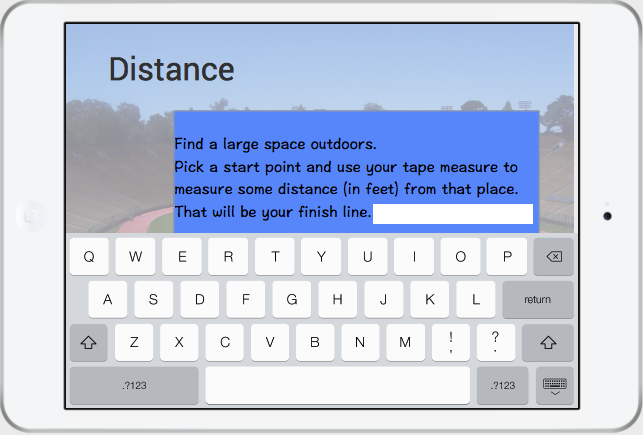 Distance
Find a large space outdoors.
Pick a start point and use your tape measure to
measure some distance (in feet) from that place.
That will be your finish line.
Q W E R T Y U I O P
A S D F G H J K L return
Z X C V B N M ! , ? .
.?123 .?123